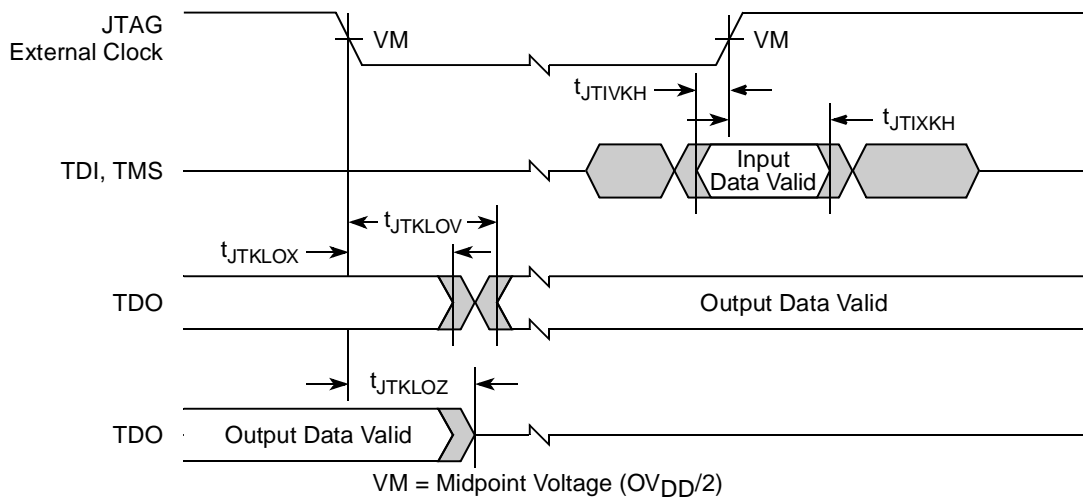 JTAG
External Clock
VM
VM
tJTIVKH
tJTIXKH
TDI, TMS
Input
Data Valid
tJTKLOV
tJTKLOX
TDO
Output Data Valid
tJTKLOZ
TDO
Output Data Valid
VM = Midpoint Voltage (OVDD/2)